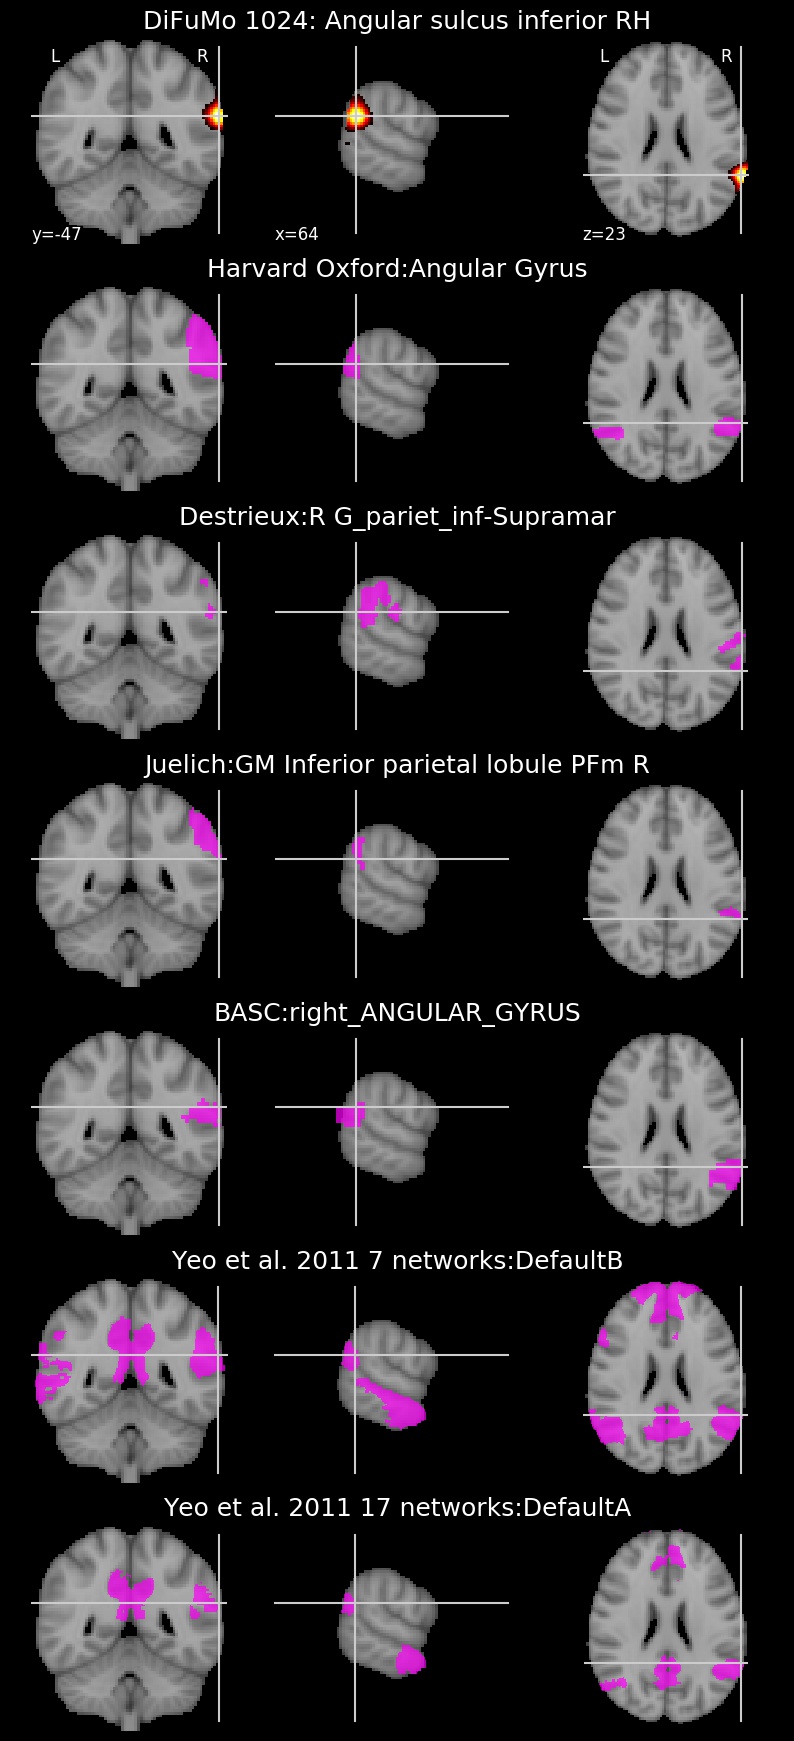 DiFuMo 1024: Angular sulcus inferior RH
L R L R
y=-47 x=64 z=23
Harvard Oxford:Angular Gyrus
Destrieux:R G_pariet_inf-Supramar
Juelich:GM Inferior parietal lobule PFm R
BASC:right_ANGULAR_GYRUS
Yeo et al. 2011 7 networks:DefaultB
Yeo et al. 2011 17 networks:DefaultA